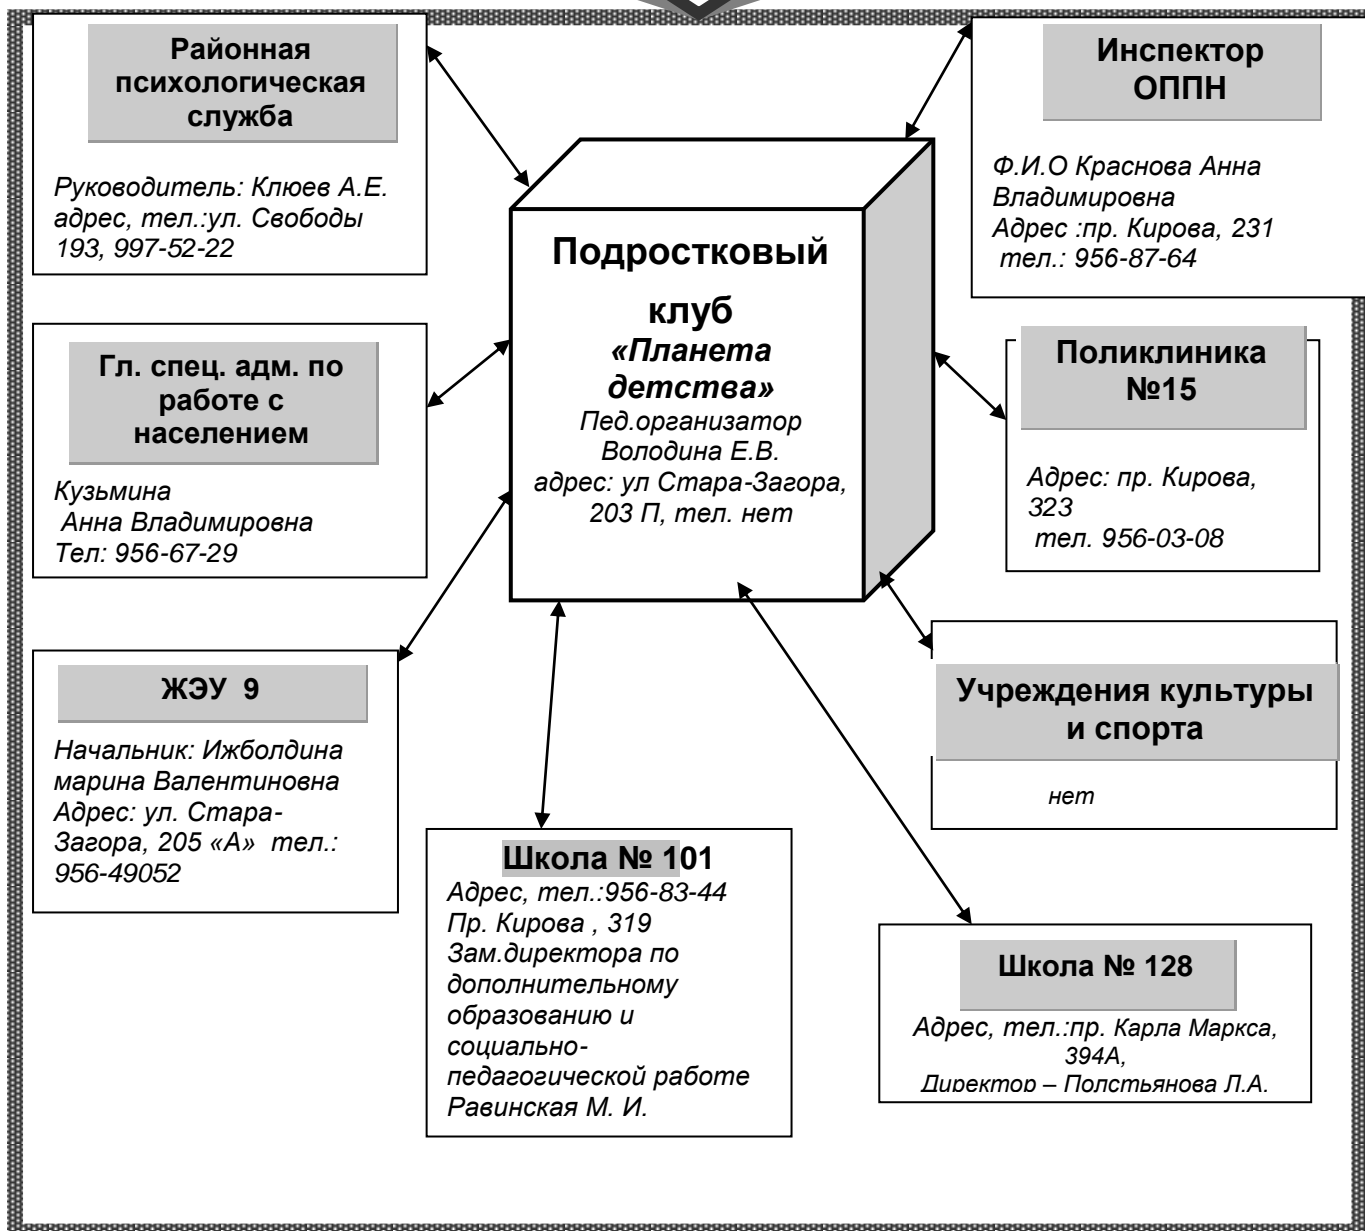 Районная
психологическая
служба
Руководитель: Клюев А.Е.
адрес, тел.:ул. Свободы
193, 997-52-22
Инспектор
ОППН
Ф.И.О Краснова Анна
Владимировна
Адрес :пр. Кирова, 231
тел.: 956-87-64
Подростковый
клуб
«Планета
детства»
Пед.организатор
Володина Е.В.
адрес: ул Стара-Загора,
203 П, тел. нет
Гл. спец. адм. по
работе с
населением
Кузьмина
Анна Владимировна
Тел: 956-67-29
Поликлиника
№15
Адрес: пр. Кирова,
323
тел. 956-03-08
ЖЭУ 9
Начальник: Ижболдина
марина Валентиновна
Адрес: ул. Стара-
Загора, 205 «А» тел.:
956-49052
Учреждения культуры
и спорта
нет
Школа № 101
Адрес, тел.:956-83-44
Пр. Кирова , 319
Зам.директора по
дополнительному
образованию и
социально-
педагогической работе
Равинская М. И.
Школа № 128
Адрес, тел.:пр. Карла Маркса,
394А,
Директор – Полстьянова Л.А.